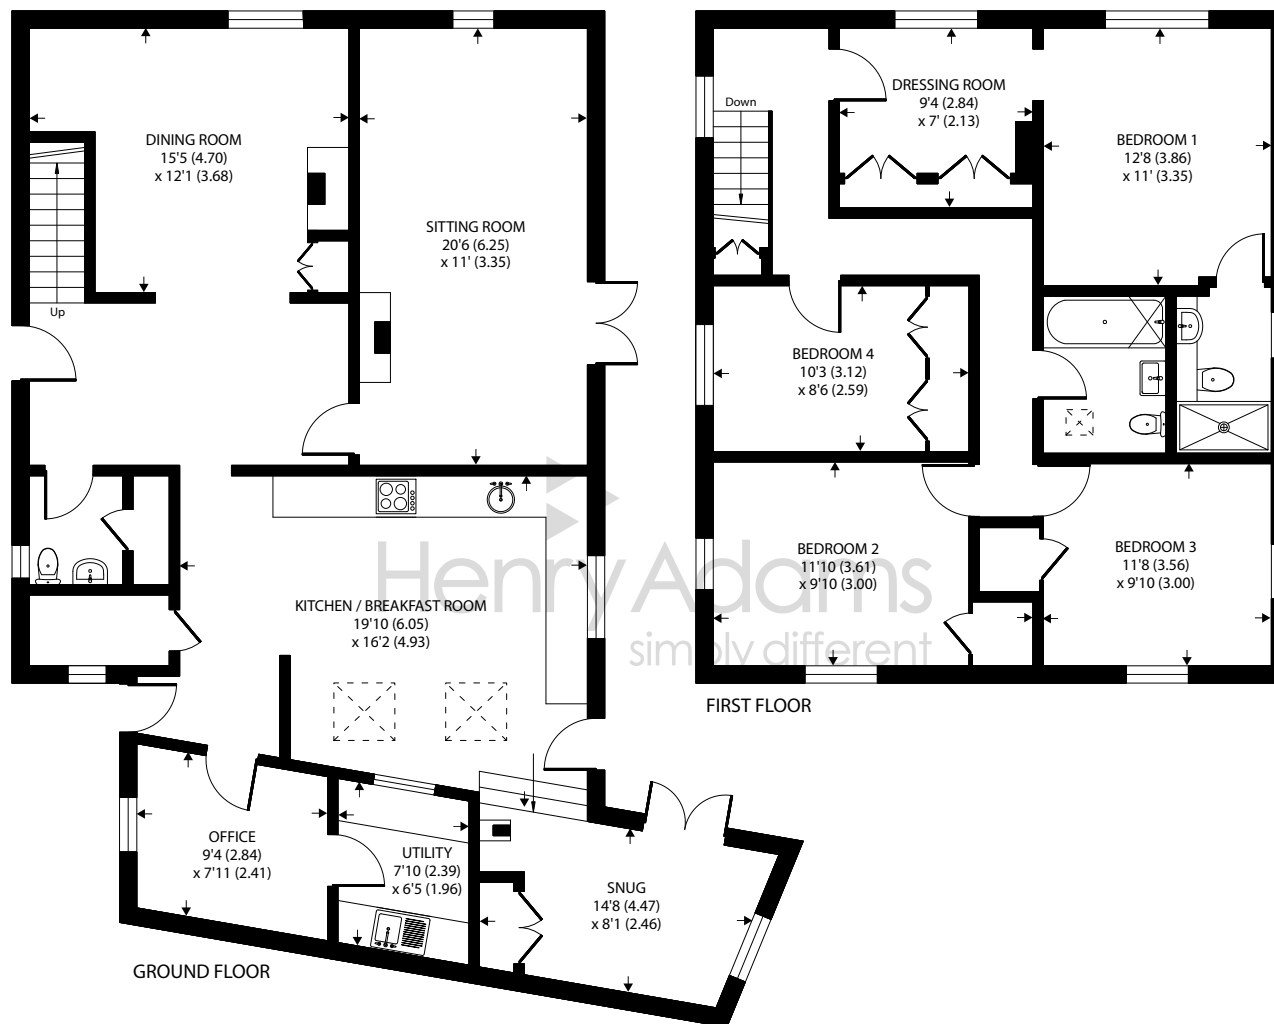 DINING ROOM
15'5 (4.70)
x 12'1 (3.68)
SITTING ROOM
20'6 (6.25)
x 11' (3.35)
Up
Henry Adams
simply different
KITCHEN / BREAKFAST ROOM
19'10 (6.05)
x 16'2 (4.93)
OFFICE
9'4 (2.84)
x 7'11 (2.41)
UTILITY
7'10 (2.39)
x 6'5 (1.96)
SNUG
14'8 (4.47)
x 8'1 (2.46)
GROUND FLOOR
Down
DRESSING ROOM
9'4 (2.84)
x 7' (2.13)
BEDROOM 1
12'8 (3.86)
x 11' (3.35)
BEDROOM 4
10'3 (3.12)
x 8'6 (2.59)
BEDROOM 2
11'10 (3.61)
x 9'10 (3.00)
BEDROOM 3
11'8 (3.56)
x 9'10 (3.00)
FIRST FLOOR